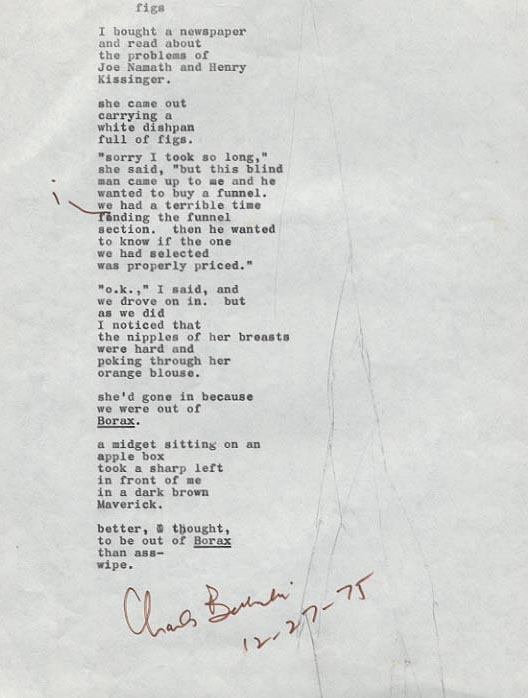 figs
I bought a newspaper
and read about
the problems of
Joe Namath and Henry
Kissinger.
she came out
carrying a
white dishpan
full of figs.
"sorry I took so long,"
she said, "but this blind
man came up to me and he
wanted to buy a funnel.
we had a terrible time
i
finding the funnel
section.  then he wanted
to know if the one
we had selected
was properly priced."
"o.k.," I said, and
we drove on in.  but
as we did
I noticed that
the nipples of her breasts
were hard and
poking through her
orange blouse.
she'd gone in because
we were out of
Borax.
a midget sitting on an
apple box
took a sharp left
in front of me
in a dark brown
Maverick.
better, I thought,
to be out of Borax
than ass-
wipe.
Charles Bukowski
12-27-75